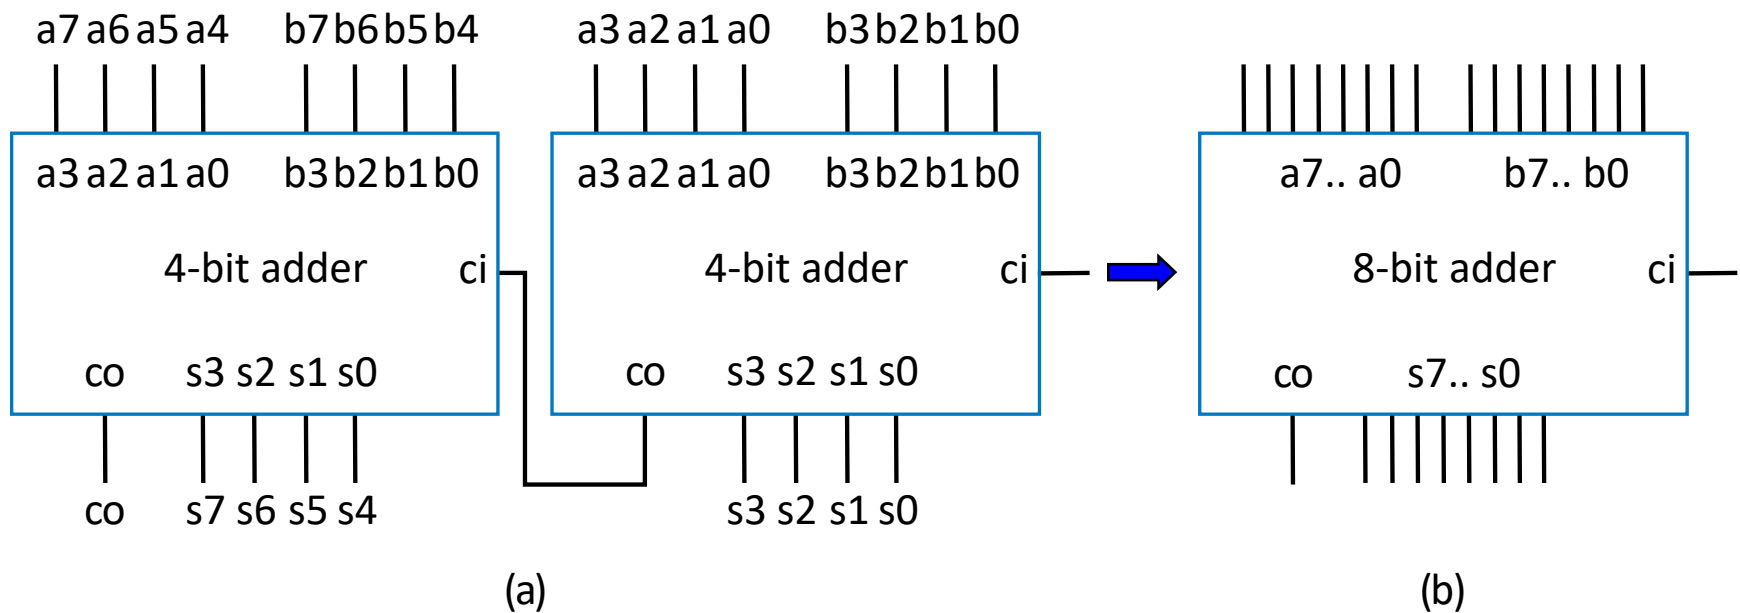 a7 a6 a5 a4 b7 b6 b5 b4 a3 a2 a1 a0 b3 b2 b1 b0
a3 a2 a1 a0 b3 b2 b1 b0 a3 a2 a1 a0 b3 b2 b1 b0 a7.. a0 b7.. b0
4-bit adder ci 4-bit adder ci 8-bit adder ci
co s3 s2 s1 s0 co s3 s2 s1 s0 co s7.. s0
co s7 s6 s5 s4 s3 s2 s1 s0
(a) (b)